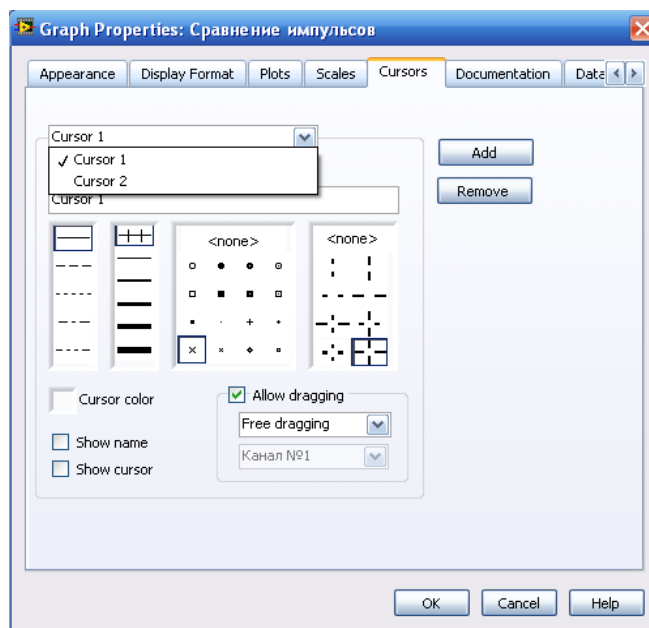 Graph Properties: Сравнение импульсов
Appearance Display Format Plots Scales Cursors Documentation Data
Cursor 1
Add
✓ Cursor 1
Cursor 2
Remove
Cursor 1
<none> <none>
Cursor color
Allow dragging
Free dragging
Show name
Канал №1
Show cursor
OK Cancel Help